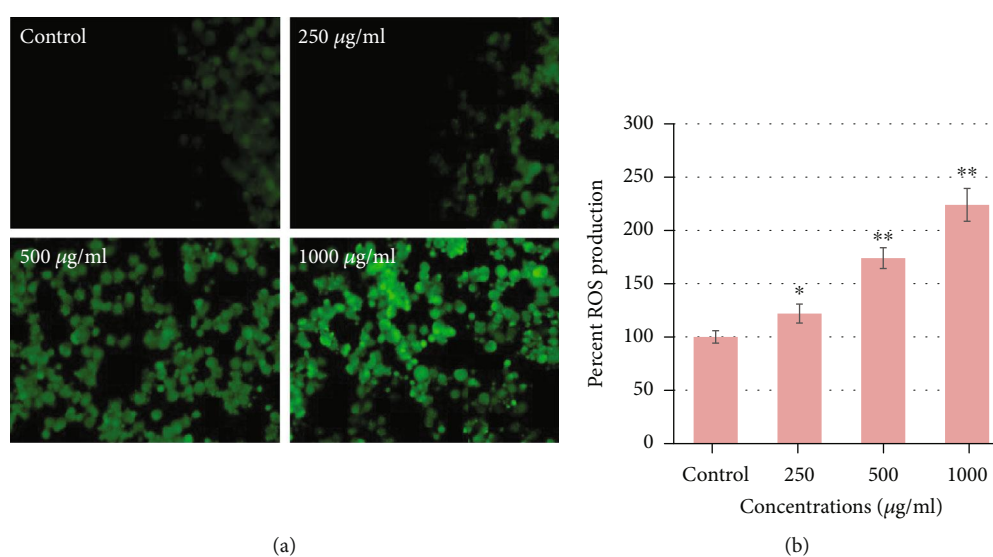 Control
250 μg/ml
500 μg/ml
1000 μg/ml
(a)
Percent ROS production
300
250
200
150
100
50
0
*
**
**
Control
250
500
1000
Concentrations (μg/ml)
(b)